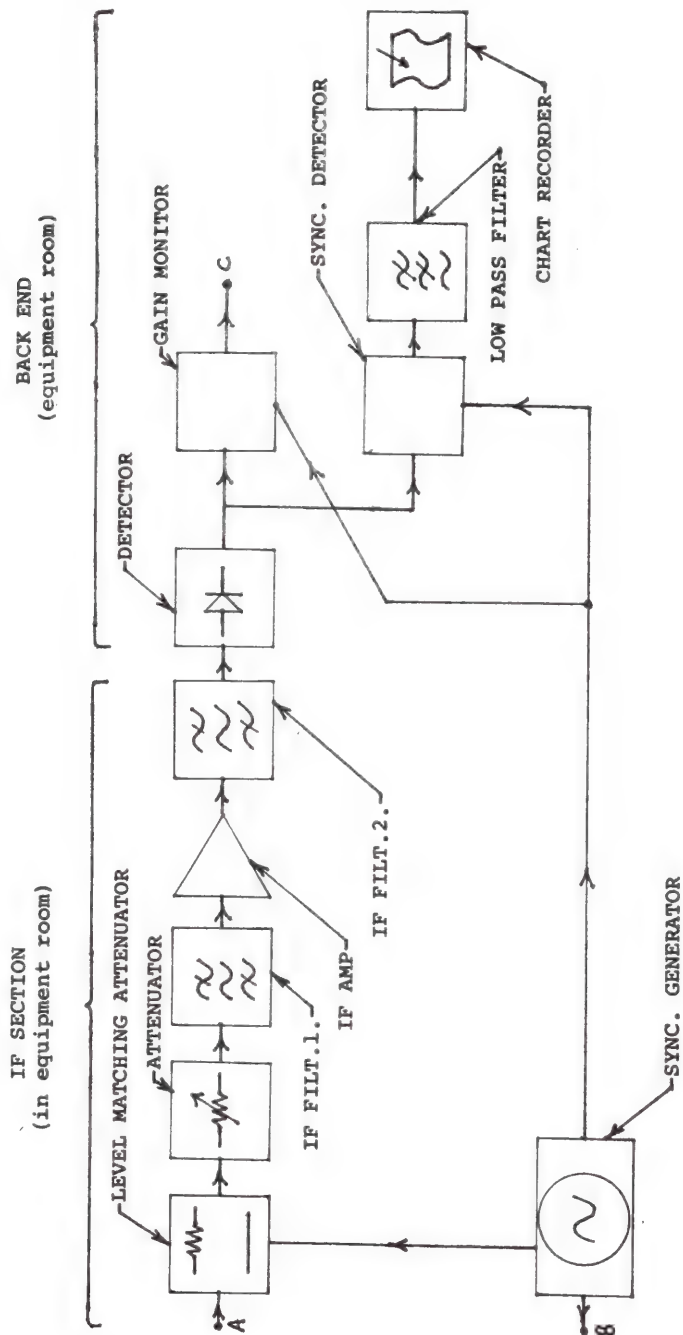 IF SECTION
(in equipment room)
BACK END
(equipment room)
LEVEL MATCHING ATTENUATOR
ATTENUATOR
DETECTOR
GAIN MONITOR
A
C
IF FILT.1.
IF AMP
IF FILT.2.
SYNC. DETECTOR
LOW PASS FILTER
CHART RECORDER
SYNC. GENERATOR
B